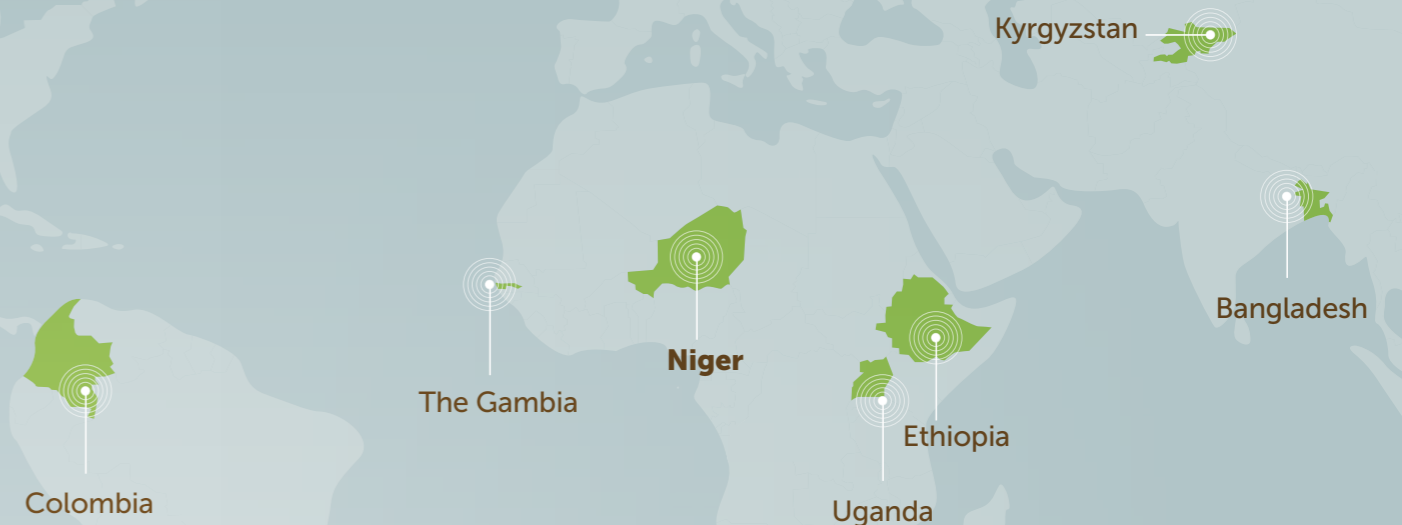 Kyrgyzstan
Bangladesh
Niger
The Gambia
Ethiopia
Colombia
Uganda